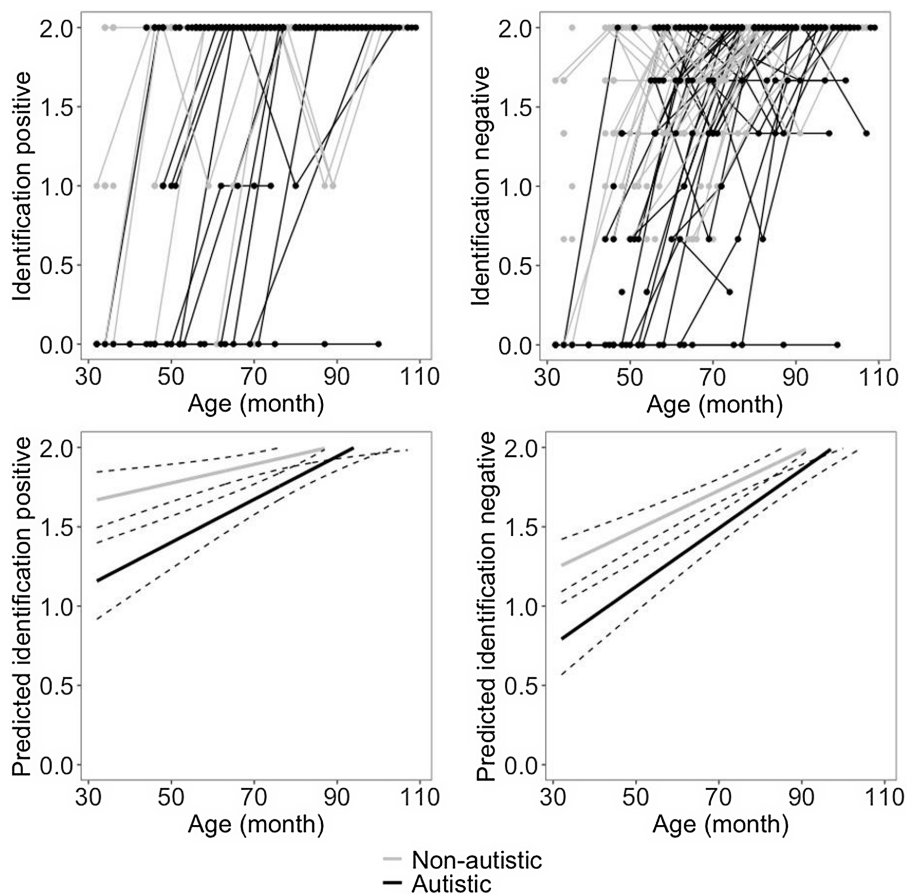 Identification positive
2.0
1.5
1.0
0.5
0.0
30 50 70 90 110
Age (month)
Identification negative
2.0
1.5
1.0
0.5
0.0
30 50 70 90 110
Age (month)
Predicted identification positive
2.0
1.5
1.0
0.5
0.0
30 50 70 90 110
Age (month)
Predicted identification negative
2.0
1.5
1.0
0.5
0.0
30 50 70 90 110
Age (month)
Non-autistic
Autistic